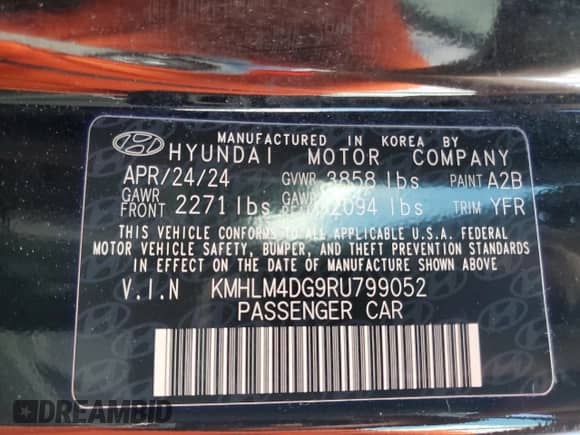 MANUFACTURED IN KOREA BY
HYUNDAI MOTOR COMPANY
APR/24/24 GVWR 3858 lbs PAINT A2B
GAWR FRONT 2271 lbs GAWR 2094 lbs TRIM YFR
THIS VEHICLE CONFORMS TO ALL APPLICABLE U.S.A. FEDERAL
MOTOR VEHICLE SAFETY, BUMPER, AND THEFT PREVENTION STANDARDS
IN EFFECT ON THE DATE OF MANUFACTURE SHOWN ABOVE
V.I.N KMHLM4DG9RU799052
PASSENGER CAR
DREAMBID